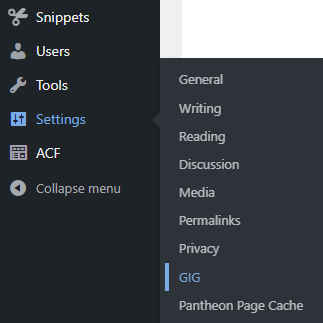 Snippets
Users
Tools
Settings
ACF
Collapse menu
General
Writing
Reading
Discussion
Media
Permalinks
Privacy
GIG
Pantheon Page Cache